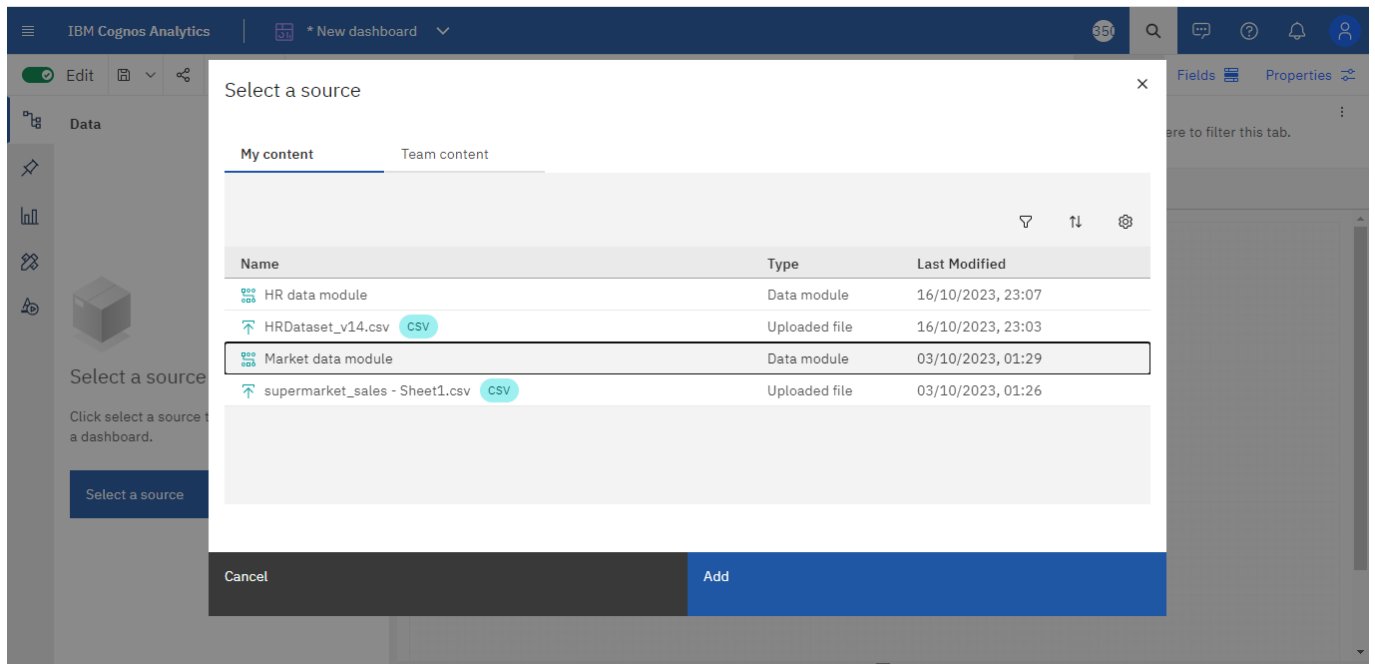 IBM Cognos Analytics
* New dashboard
350
Edit
Fields
Properties
Data
Select a source
ere to filter this tab.
My content
Team content
Name Type Last Modified
HR data module Data module 16/10/2023, 23:07
HRDataset_v14.csv CSV Uploaded file 16/10/2023, 23:03
Market data module Data module 03/10/2023, 01:29
supermarket_sales - Sheet1.csv CSV Uploaded file 03/10/2023, 01:26
Select a source
Click select a source t
a dashboard.
Select a source
Cancel
Add